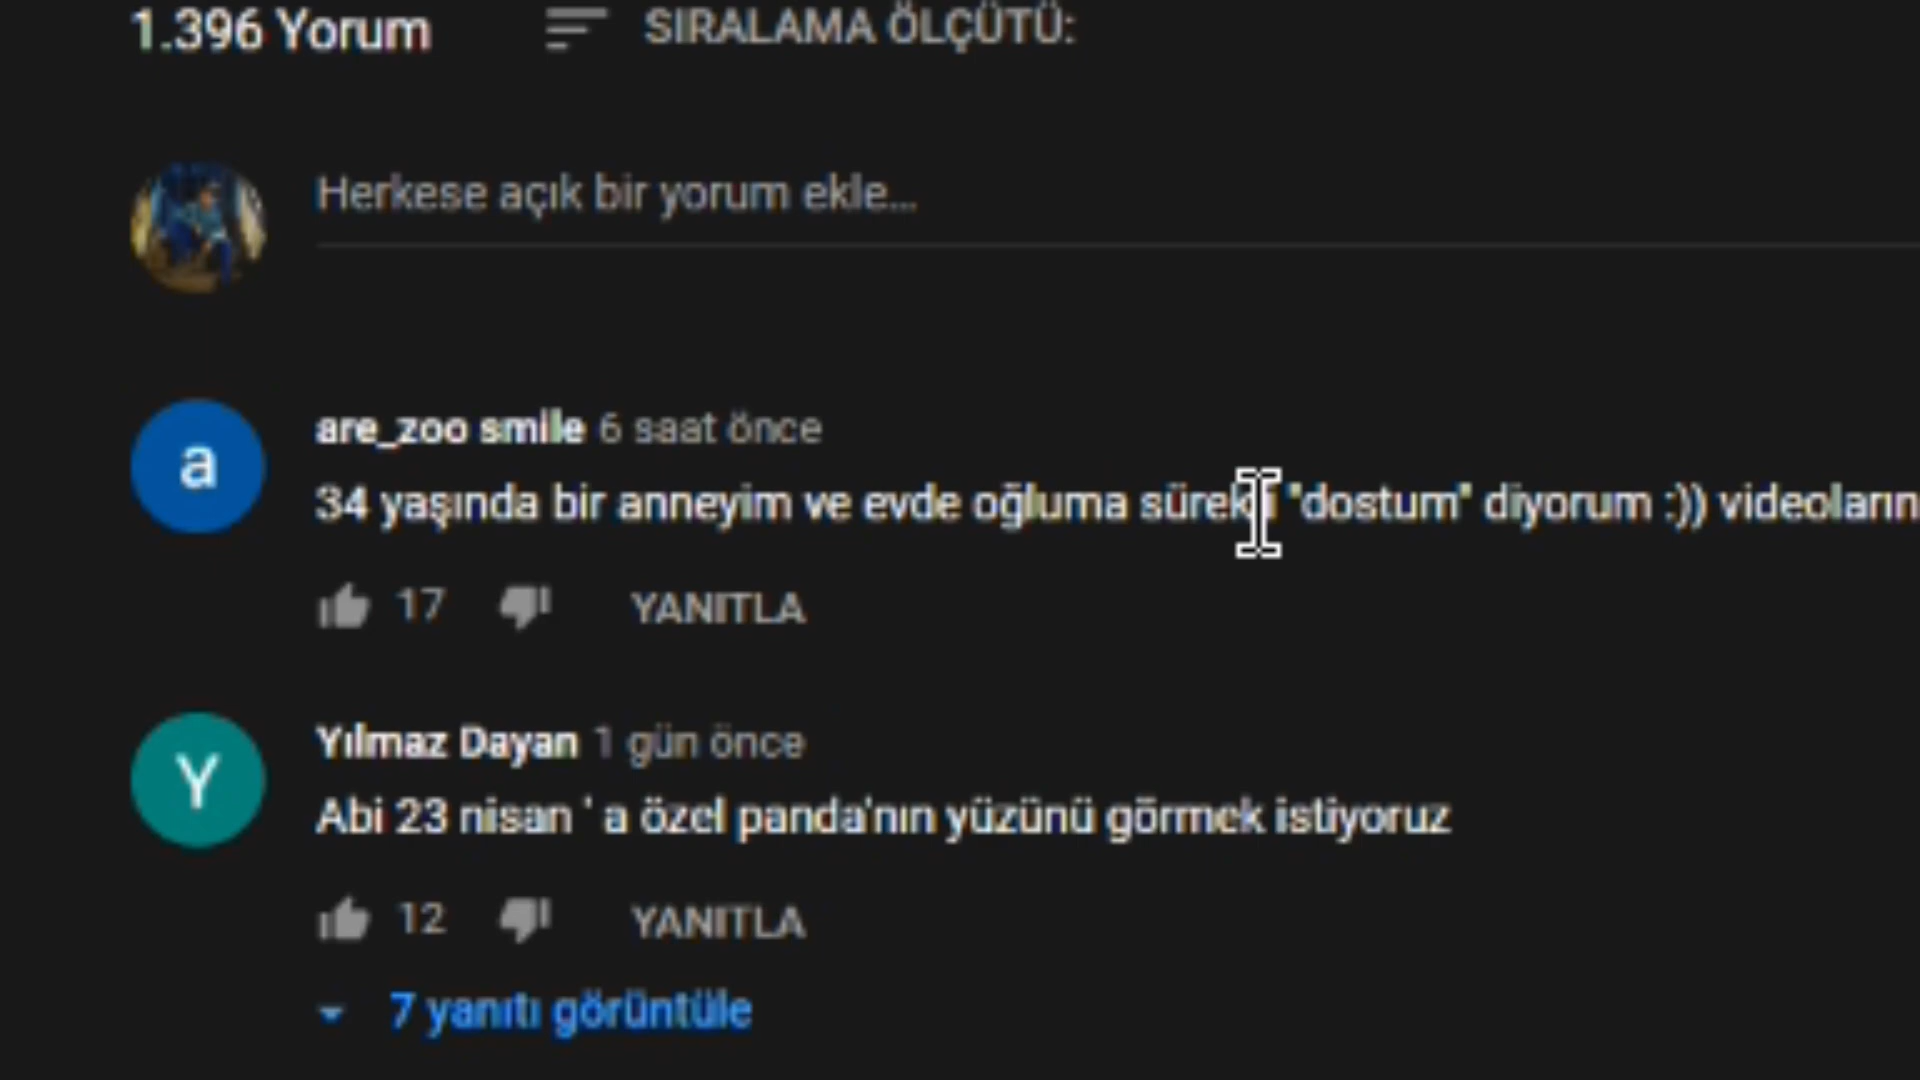 1.396 Yorum
SIRALAMA ÖLÇÜTÜ:
Herkese açık bir yorum ekle...
a
are_zoo smile 6 saat önce
34 yaşında bir anneyim ve evde oğluma sürekli "dostum" diyorum :)) videoların
17 YANITLA
Y
Yılmaz Dayan 1 gün önce
Abi 23 nisan ' a özel panda'nın yüzünü görmek istiyoruz
12 YANITLA
7 yanıtı görüntüle